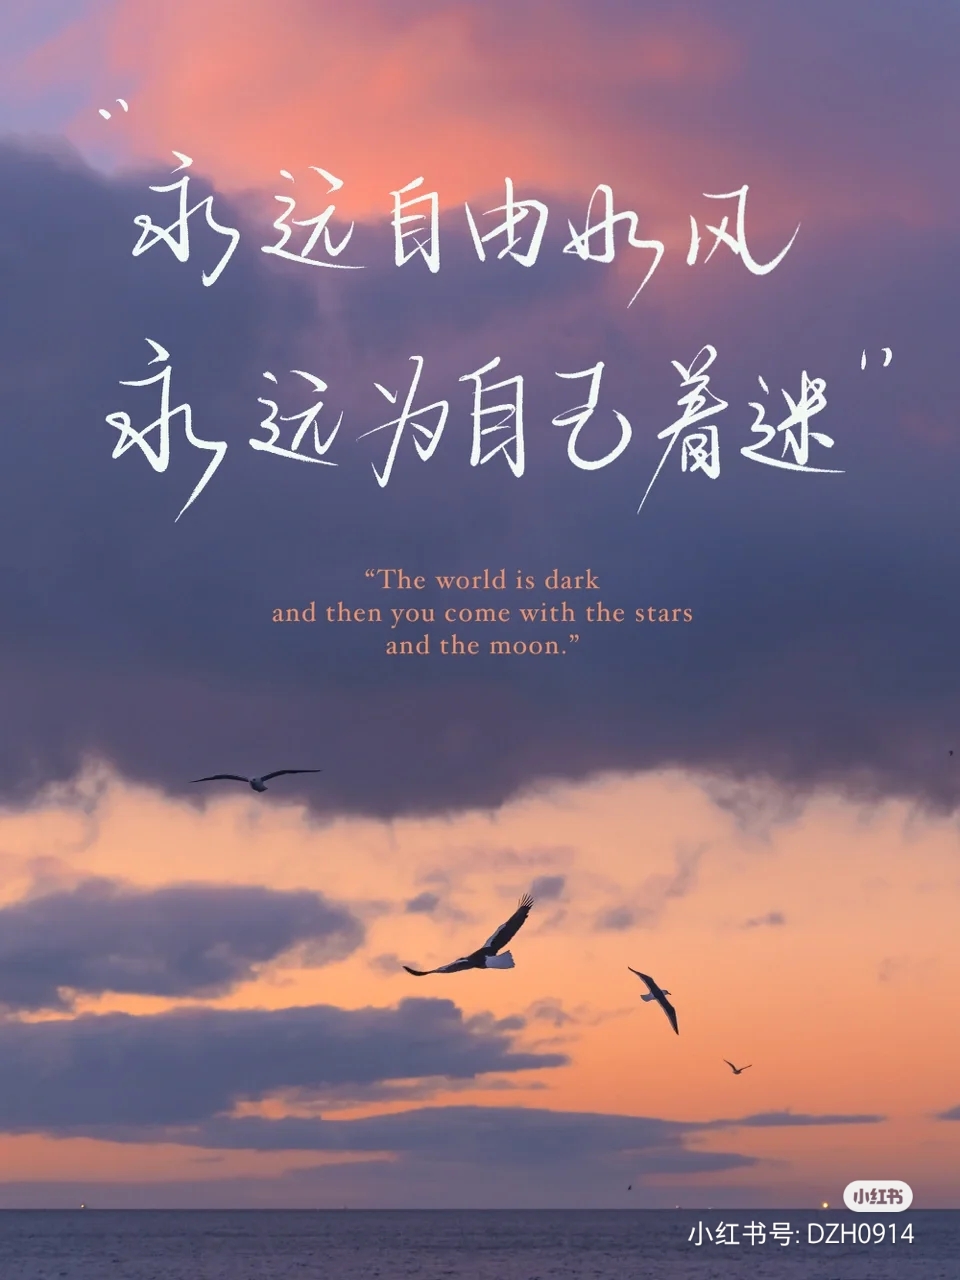 “永远自由如风
永远为自己着迷”
“The world is dark
and then you come with the stars
and the moon.”
小红书
小红书号: DZH0914